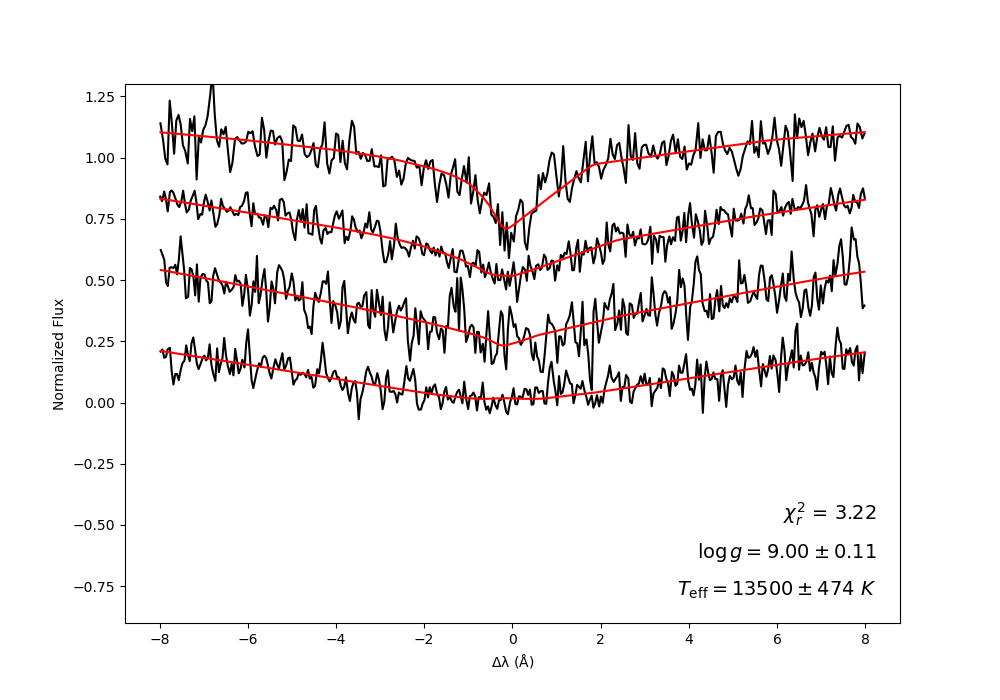 1.25
1.00
0.75
0.50
0.25
0.00
−0.25
−0.50
−0.75
Normalized Flux
χ²ᵣ = 3.22
log g = 9.00 ± 0.11
T_eff = 13500 ± 474 K
−8 −6 −4 −2 0 2 4 6 8
Δλ (Å)